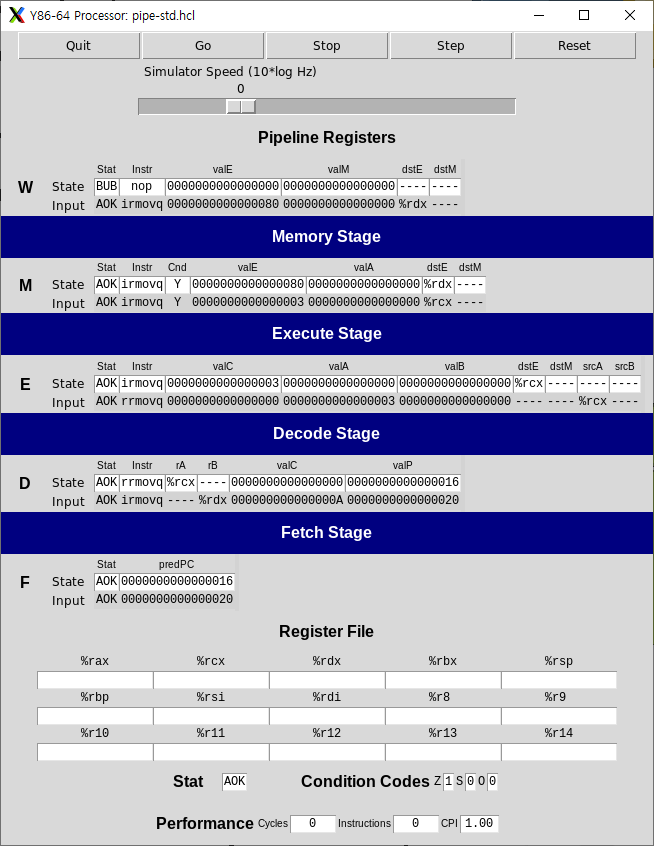 Y86-64 Processor: pipe-std.hcl
Quit Go Stop Step Reset
Simulator Speed (10*log Hz)
0
Pipeline Registers
Stat Instr valE valM dstE dstM
W State BUB nop 0000000000000000 0000000000000000 ---- ----
Input AOK irmovq 0000000000000080 0000000000000000 %rdx ----
Memory Stage
Stat Instr Cnd valE valA dstE dstM
M State AOK irmovq Y 0000000000000080 0000000000000000 %rdx ----
Input AOK irmovq Y 0000000000000003 0000000000000000 %rcx ----
Execute Stage
Stat Instr valC valA valB dstE dstM srcA srcB
E State AOK irmovq 0000000000000003 0000000000000000 0000000000000000 %rcx ---- ---- ----
Input AOK rrmovq 0000000000000000 0000000000000003 0000000000000000 ---- ---- %rcx ----
Decode Stage
Stat Instr rA rB valC valP
D State AOK rrmovq %rcx ---- 0000000000000000 0000000000000016
Input AOK irmovq ---- %rdx 000000000000000A 0000000000000020
Fetch Stage
Stat predPC
F State AOK 0000000000000016
Input AOK 0000000000000020
Register File
%rax %rcx %rdx %rbx %rsp
%rbp %rsi %rdi %r8 %r9
%r10 %r11 %r12 %r13 %r14
Stat AOK Condition Codes Z 1 S 0 O 0
Performance Cycles 0 Instructions 0 CPI 1.00